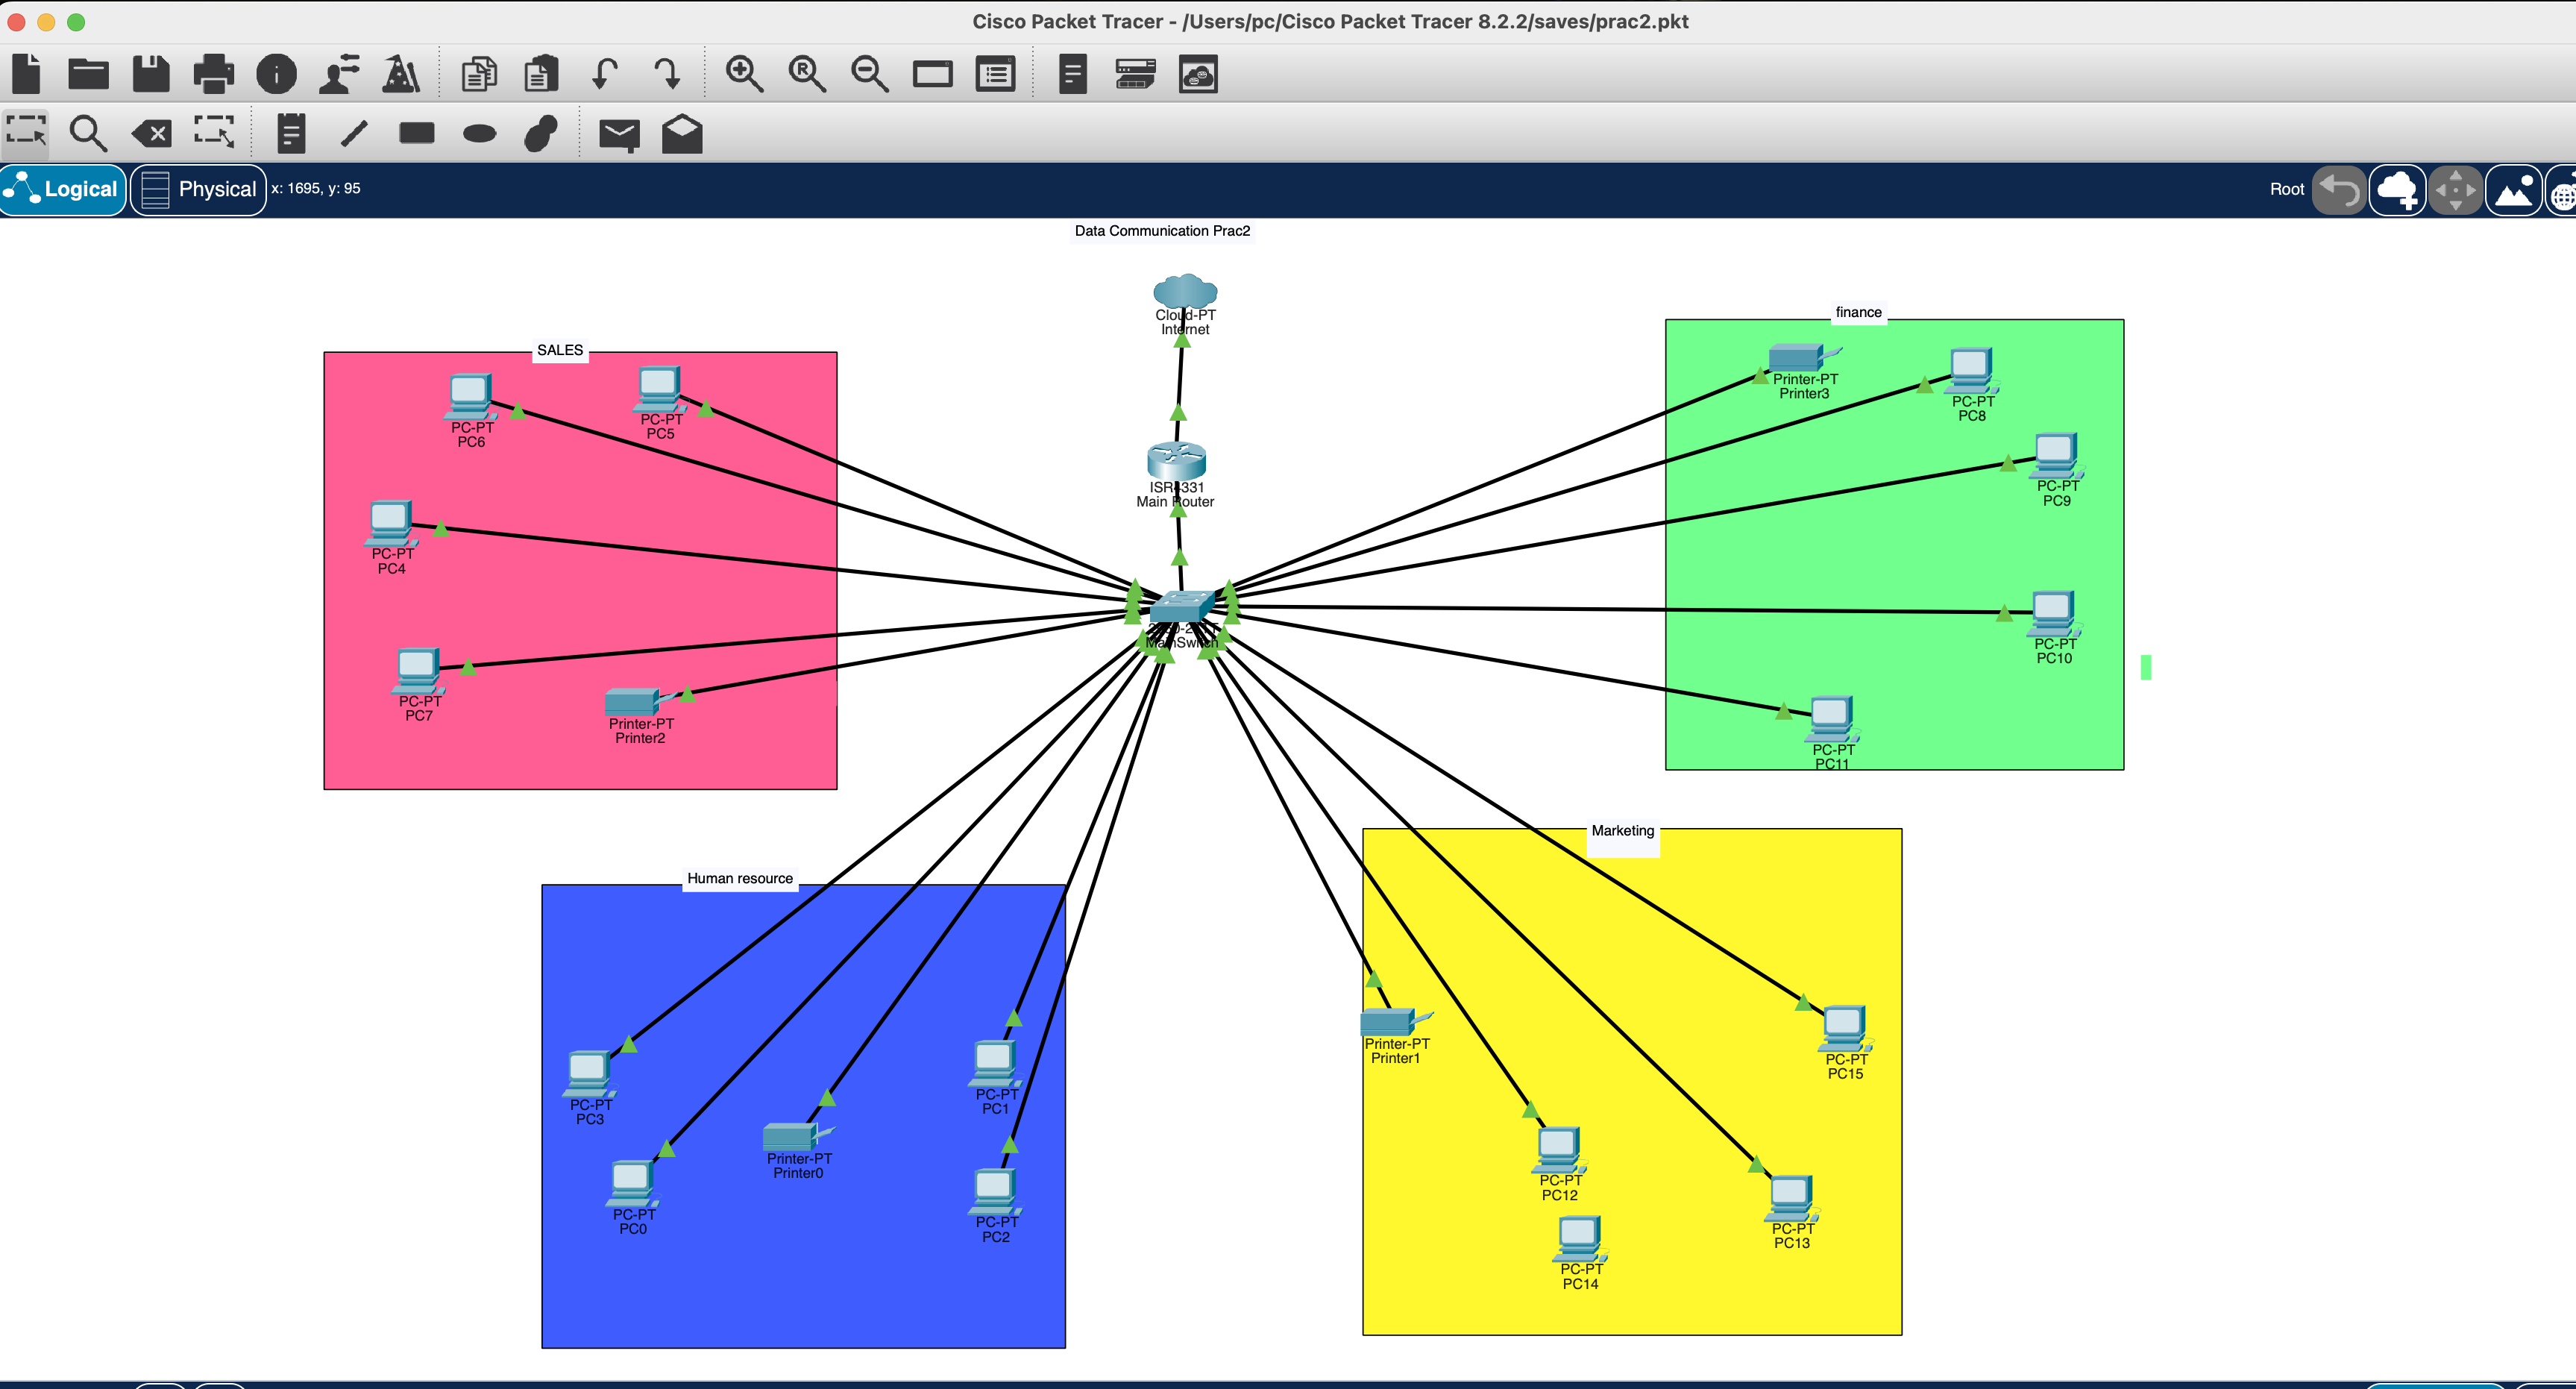 Cisco Packet Tracer - /Users/pc/Cisco Packet Tracer 8.2.2/saves/prac2.pkt
Logical
Physical
x: 1695, y: 95
Root
Data Communication Prac2
Cloud-PT
Internet
ISR4331
Main Router
MainSwitch
SALES
PC-PT
PC6
PC-PT
PC5
PC-PT
PC4
PC-PT
PC7
Printer-PT
Printer2
finance
Printer-PT
Printer3
PC-PT
PC8
PC-PT
PC9
PC-PT
PC10
PC-PT
PC11
Human resource
PC-PT
PC3
PC-PT
PC0
Printer-PT
Printer0
PC-PT
PC1
PC-PT
PC2
Marketing
Printer-PT
Printer1
PC-PT
PC15
PC-PT
PC12
PC-PT
PC13
PC-PT
PC14